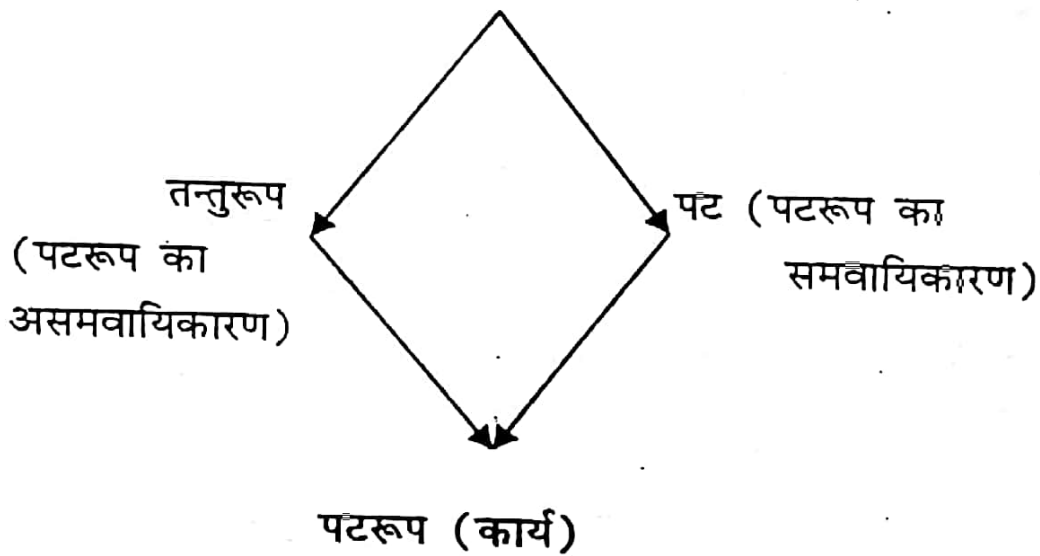 तन्तुरूप
(पटरूप का
असमवायिकारण)
पट (पटरूप का
समवायिकारण)
पटरूप (कार्य)